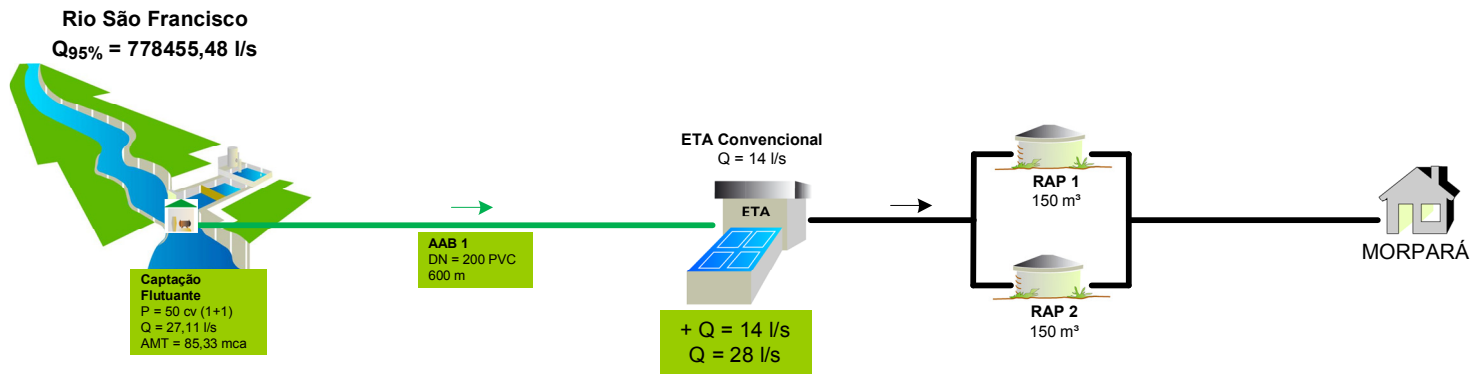 Rio São Francisco
Q95% = 778455,48 l/s
Captação
Flutuante
P = 50 cv (1+1)
Q = 27,11 l/s
AMT = 85,33 mca
AAB 1
DN = 200 PVC
600 m
ETA Convencional
Q = 14 l/s
ETA
+ Q = 14 l/s
Q = 28 l/s
RAP 1
150 m³
RAP 2
150 m³
MORPARÁ